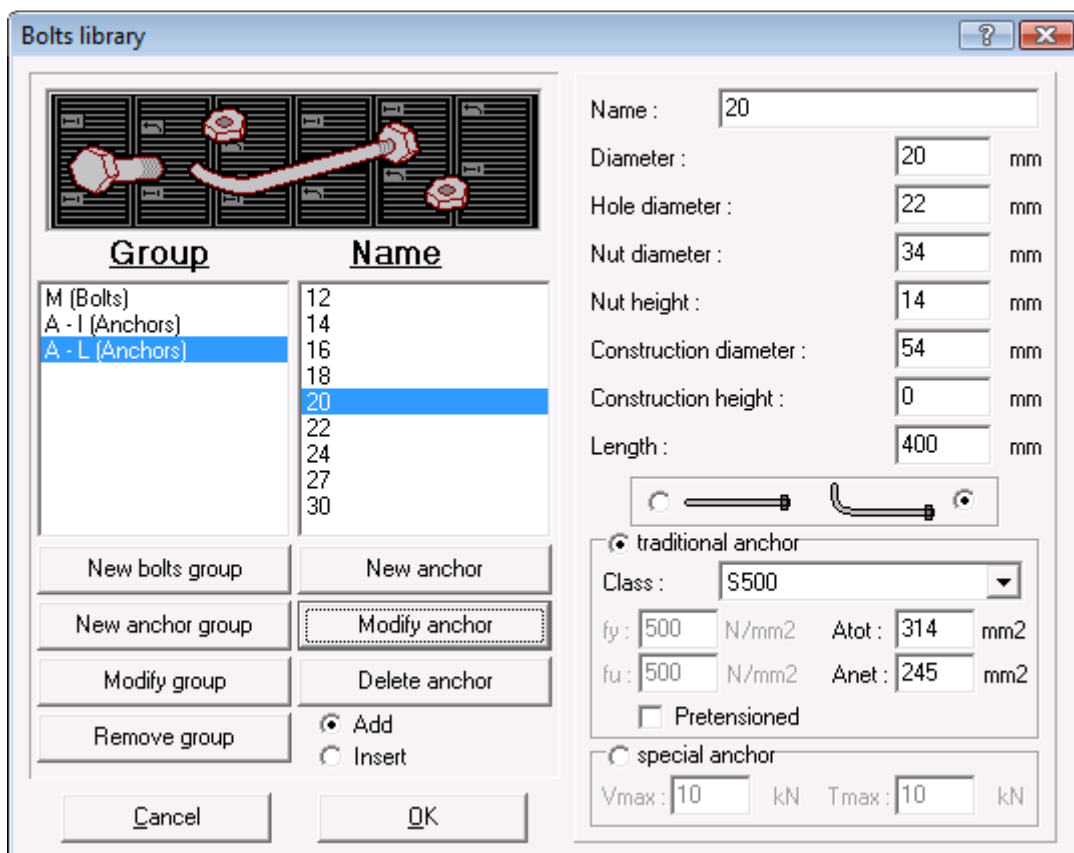 Bolts library
Group
M (Bolts)
A - I (Anchors)
A - L (Anchors)
Name
12
14
16
18
20
22
24
27
30
New bolts group
New anchor
New anchor group
Modify anchor
Modify group
Delete anchor
Remove group
Add
Insert
Cancel
OK
Name : 20
Diameter : 20 mm
Hole diameter : 22 mm
Nut diameter : 34 mm
Nut height : 14 mm
Construction diameter : 54 mm
Construction height : 0 mm
Length : 400 mm
traditional anchor
Class : S500
fy : 500 N/mm2 Atot : 314 mm2
fu : 500 N/mm2 Anet : 245 mm2
Pretensioned
special anchor
Vmax : 10 kN Tmax : 10 kN